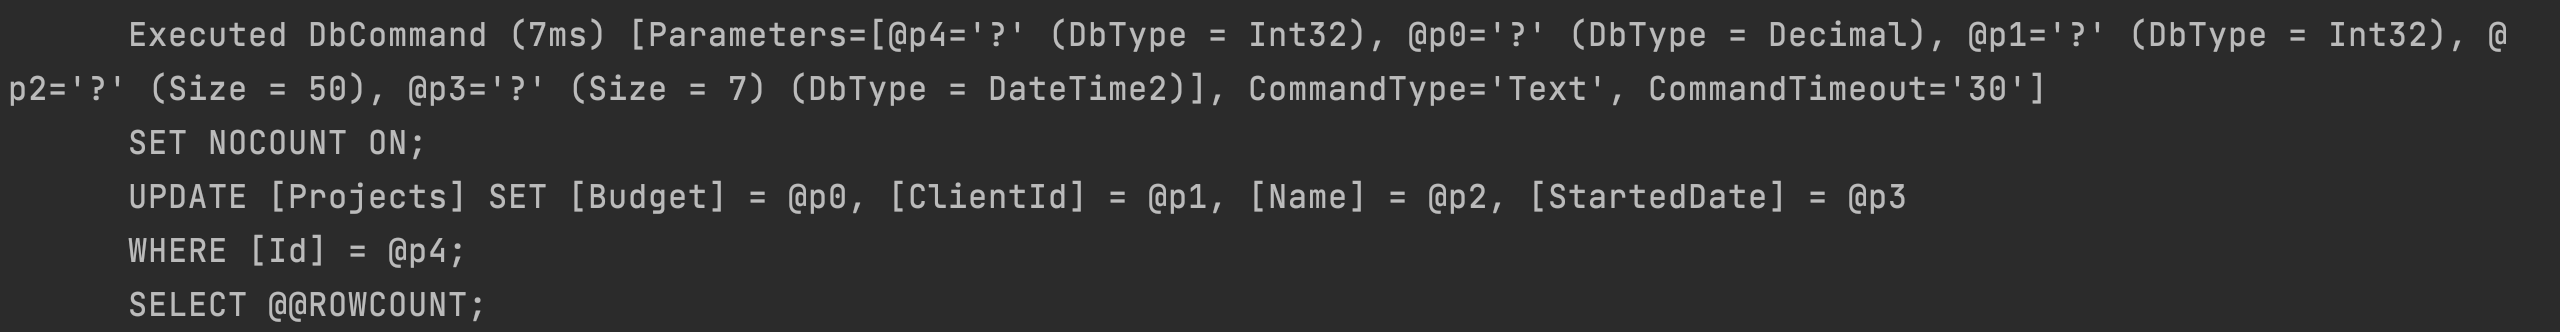 Executed DbCommand (7ms) [Parameters=[@p4='?' (DbType = Int32), @p0='?' (DbType = Decimal), @p1='?' (DbType = Int32), @
p2='?' (Size = 50), @p3='?' (Size = 7) (DbType = DateTime2)], CommandType='Text', CommandTimeout='30']
SET NOCOUNT ON;
UPDATE [Projects] SET [Budget] = @p0, [ClientId] = @p1, [Name] = @p2, [StartedDate] = @p3
WHERE [Id] = @p4;
SELECT @@ROWCOUNT;